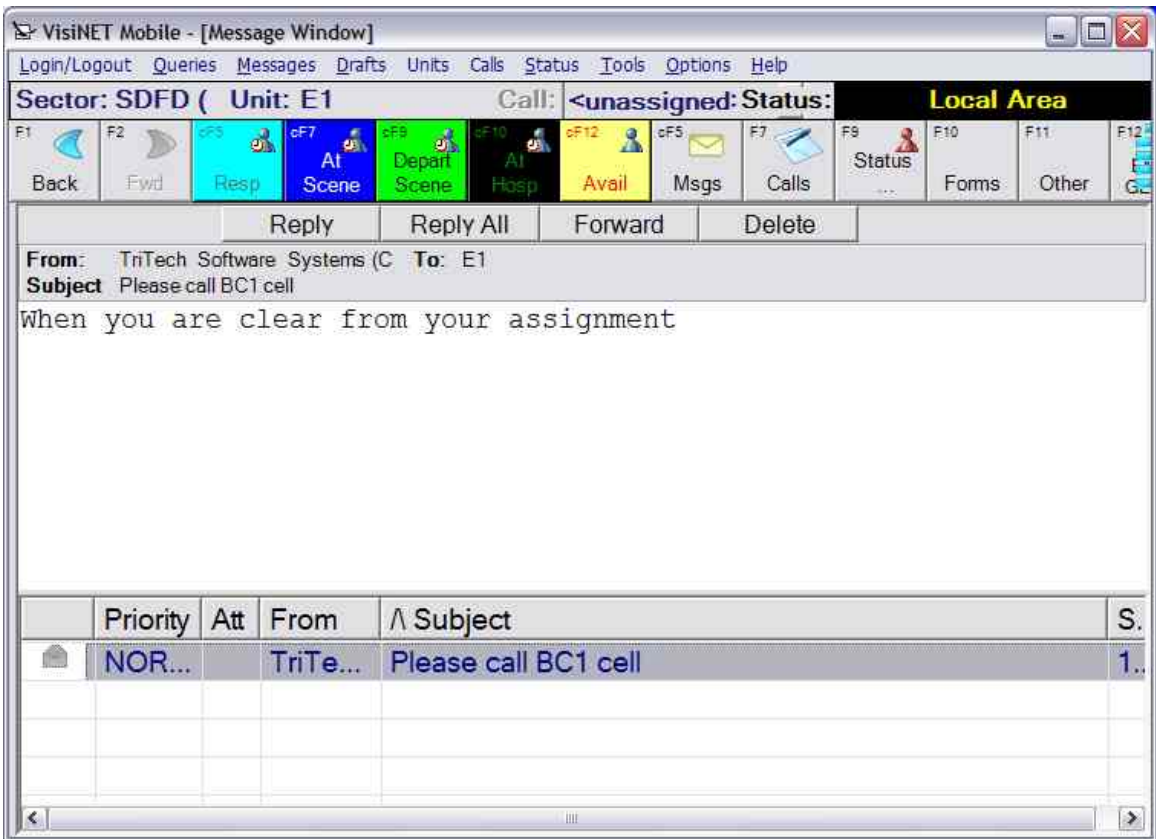 VisiNET Mobile - [Message Window]
Login/Logout Queries Messages Drafts Units Calls Status Tools Options Help
Sector: SDFD ( Unit: E1 Call: <unassigned: Status: Local Area
F1 F2 cF5 cF7 cF9 cF10 cF12 cF5 F7 F9 F10 F11 F12
Back Fwd Resp At Scene Depart Scene At Hosp Avail Msgs Calls Status ... Forms Other
Reply Reply All Forward Delete
From: TriTech Software Systems (C To: E1
Subject Please call BC1 cell
When you are clear from your assignment
Priority Att From /\ Subject S.
NOR... TriTe... Please call BC1 cell 1..